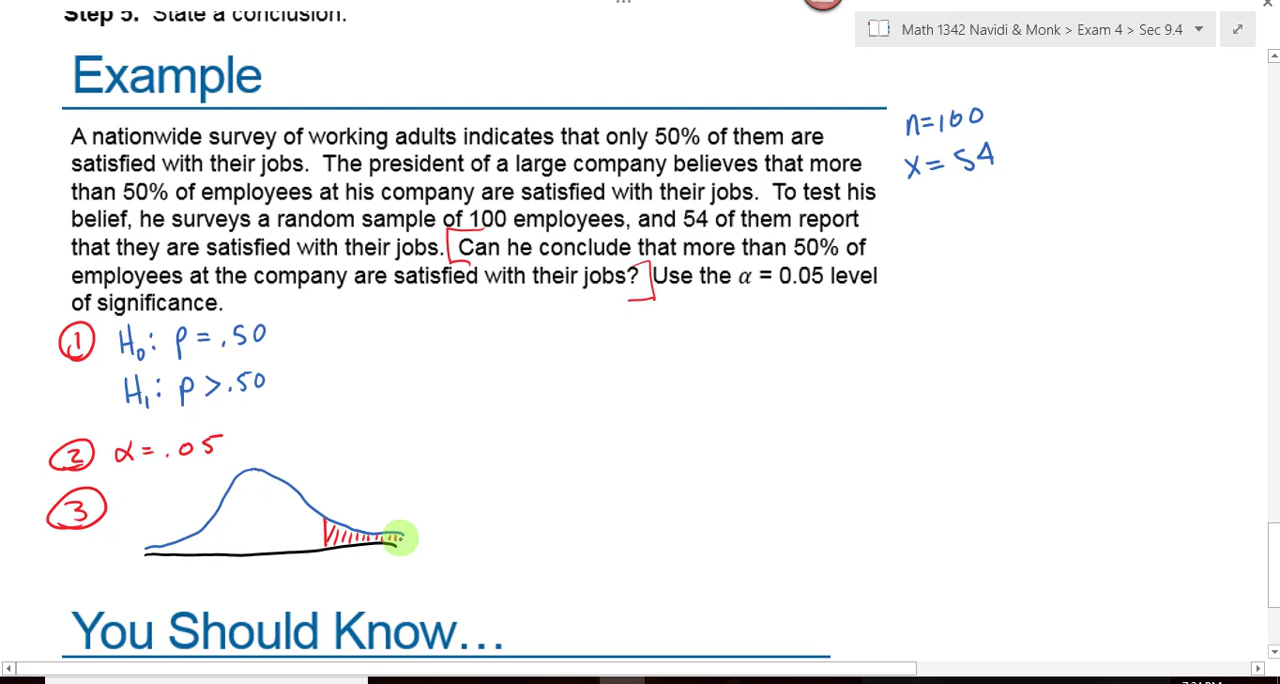 Step 5. State a conclusion.
Math 1342 Navidi & Monk > Exam 4 > Sec 9.4
Example
A nationwide survey of working adults indicates that only 50% of them are
satisfied with their jobs. The president of a large company believes that more
than 50% of employees at his company are satisfied with their jobs. To test his
belief, he surveys a random sample of 100 employees, and 54 of them report
that they are satisfied with their jobs. Can he conclude that more than 50% of
employees at the company are satisfied with their jobs? Use the α = 0.05 level
of significance.
n=100
x=54
1 H₀: p = .50
H₁: p > .50
2 α = .05
3
You Should Know...
7:34 PM